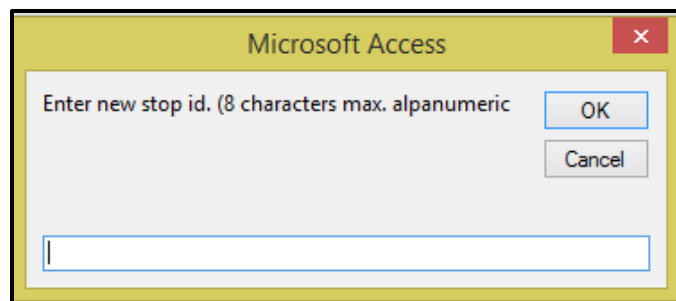 Microsoft Access
Enter new stop id. (8 characters max. alpanumeric
OK
Cancel